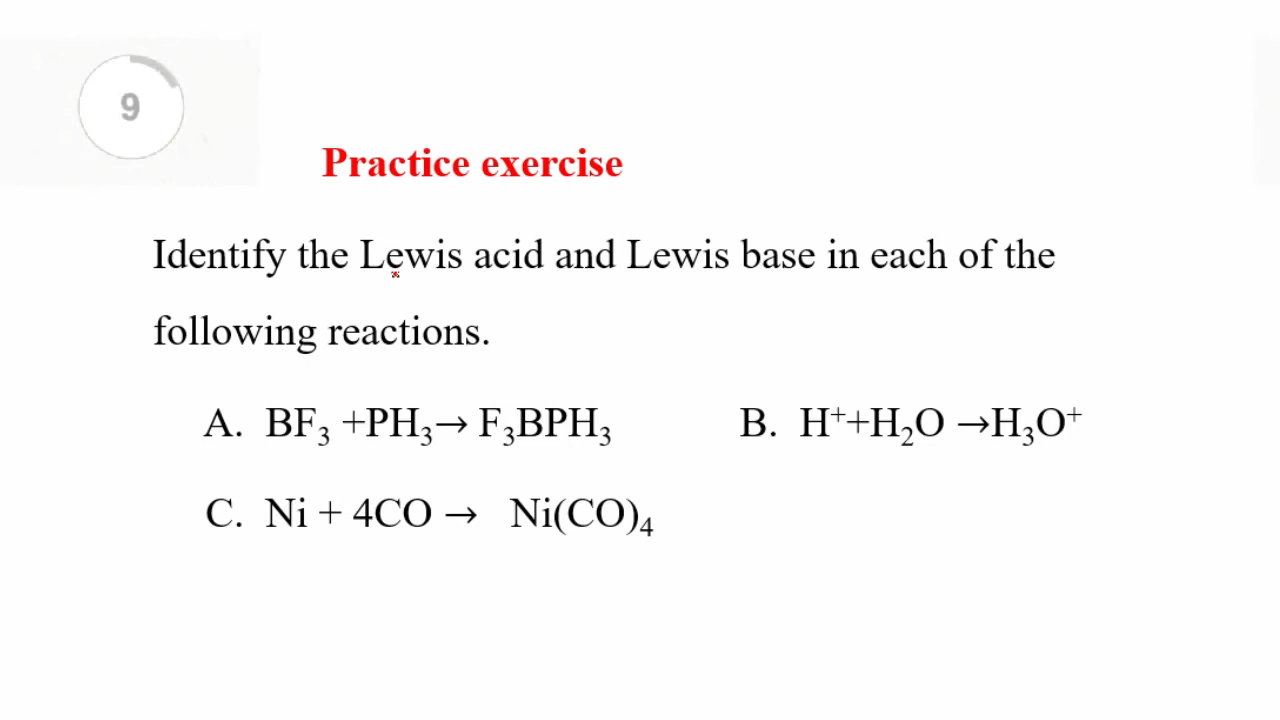 9
Practice exercise
Identify the Lewis acid and Lewis base in each of the
following reactions.
A. BF₃ +PH₃→ F₃BPH₃ B. H⁺+H₂O →H₃O⁺
C. Ni + 4CO → Ni(CO)₄